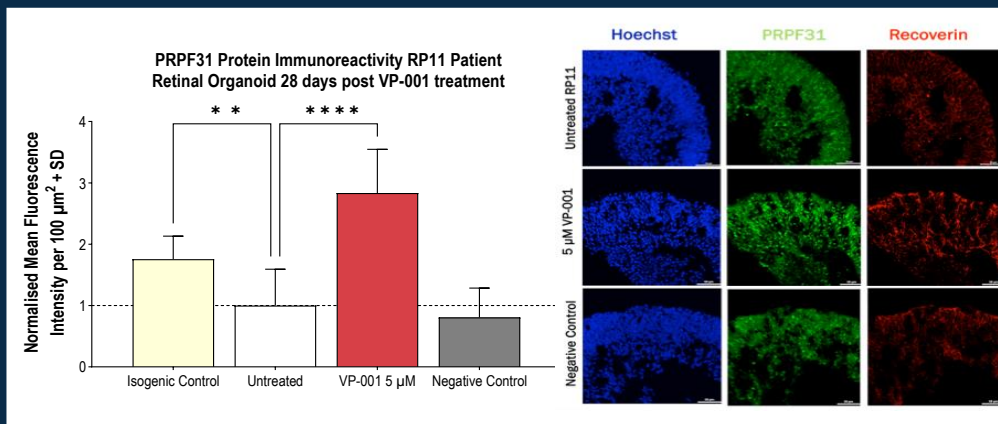 PRPF31 Protein Immunoreactivity RP11 Patient
Retinal Organoid 28 days post VP-001 treatment
* *
* * * *
Normalised Mean Fluorescence
Intensity per 100 µm² + SD
4
3
2
1
0
Isogenic Control
Untreated
VP-001 5 µM
Negative Control
Hoechst
PRPF31
Recoverin
Untreated RP11
5 µM VP-001
Negative Control